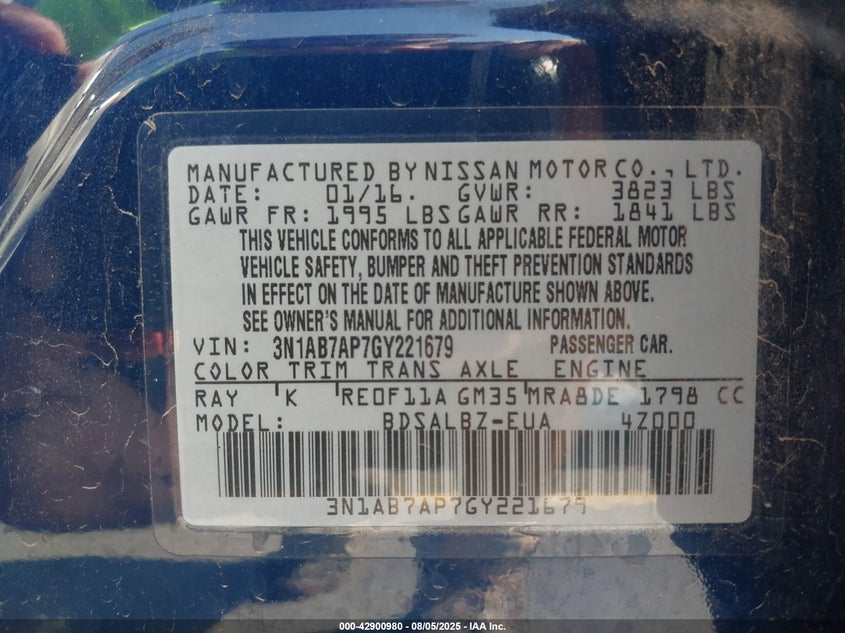 MANUFACTURED BY NISSAN MOTOR CO., LTD.
DATE: 01/16. GVWR: 3823 LBS
GAWR FR: 1995 LBS GAWR RR: 1841 LBS
THIS VEHICLE CONFORMS TO ALL APPLICABLE FEDERAL MOTOR
VEHICLE SAFETY, BUMPER AND THEFT PREVENTION STANDARDS
IN EFFECT ON THE DATE OF MANUFACTURE SHOWN ABOVE.
SEE OWNER'S MANUAL FOR ADDITIONAL INFORMATION.
VIN: 3N1AB7AP7GY221679 PASSENGER CAR.
COLOR TRIM TRANS AXLE ENGINE
RAY K RE0F11A GM35 MRA8DE 1798 CC
MODEL: BDSALBZ-EUA 4Z000
3N1AB7AP7GY221679
000-42900980 - 08/05/2025 - IAA Inc.